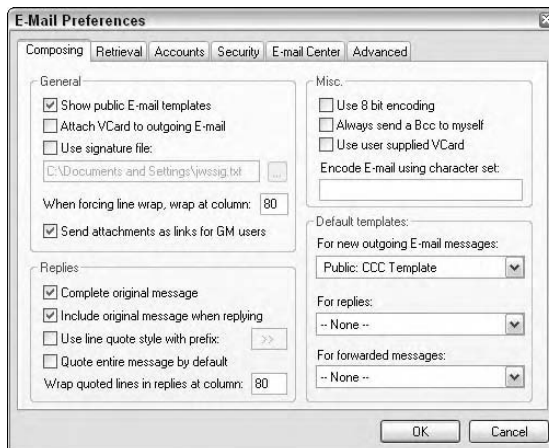 E-Mail Preferences
Composing Retrieval Accounts Security E-mail Center Advanced
General
Show public E-mail templates
Attach VCard to outgoing E-mail
Use signature file:
C:\Documents and Settings\jwssig.txt ...
When forcing line wrap, wrap at column: 80
Send attachments as links for GM users
Replies
Complete original message
Include original message when replying
Use line quote style with prefix: >>
Quote entire message by default
Wrap quoted lines in replies at column: 80
Misc.
Use 8 bit encoding
Always send a Bcc to myself
Use user supplied VCard
Encode E-mail using character set:
Default templates:
For new outgoing E-mail messages:
Public: CCC Template
For replies:
-- None --
For forwarded messages:
-- None --
OK Cancel